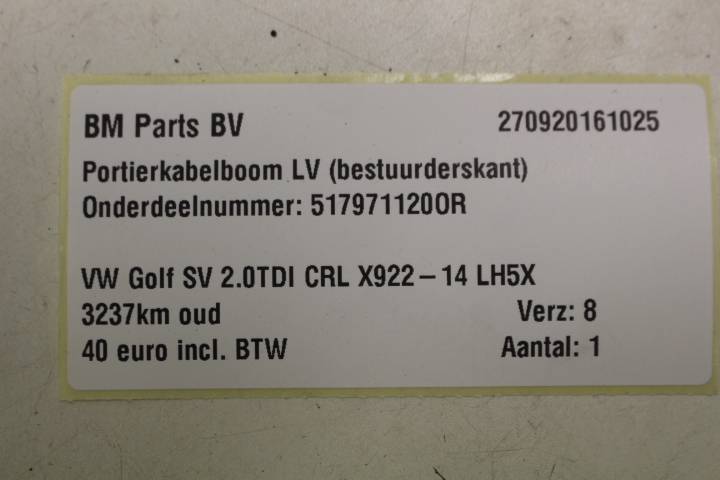 BM Parts BV 270920161025
Portierkabelboom LV (bestuurderskant)
Onderdeelnummer: 517971120OR
VW Golf SV 2.0TDI CRL X922-14 LH5X
3237km oud Verz: 8
40 euro incl. BTW Aantal: 1